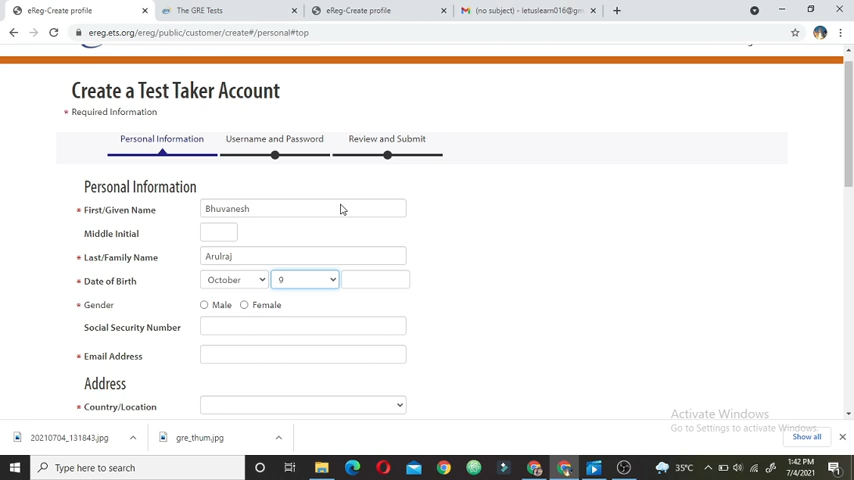 eReg-Create profile
The GRE Tests
eReg-Create profile
(no subject) - letuslearn016@gm
ereg.ets.org/ereg/public/customer/create#/personal#top
Create a Test Taker Account
* Required Information
Personal Information
Username and Password
Review and Submit
Personal Information
* First/Given Name
Bhuvanesh
Middle Initial
* Last/Family Name
Arulraj
* Date of Birth
October
9
* Gender
Male
Female
Social Security Number
* Email Address
Address
* Country/Location
Activate Windows
Go to Settings to activate Windows.
20210704_131843.jpg
gre_thum.jpg
Show all
Type here to search
35°C
1:42 PM
7/4/2021